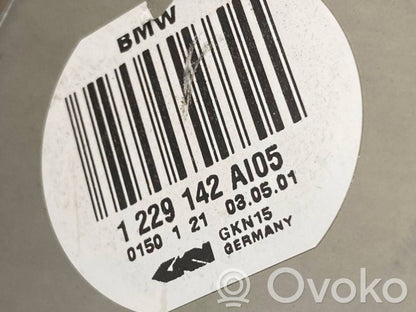 BMW
1 229 142 AI05
0150 1 21 03.05.01
GKN GKN15
GERMANY
© Ovoko